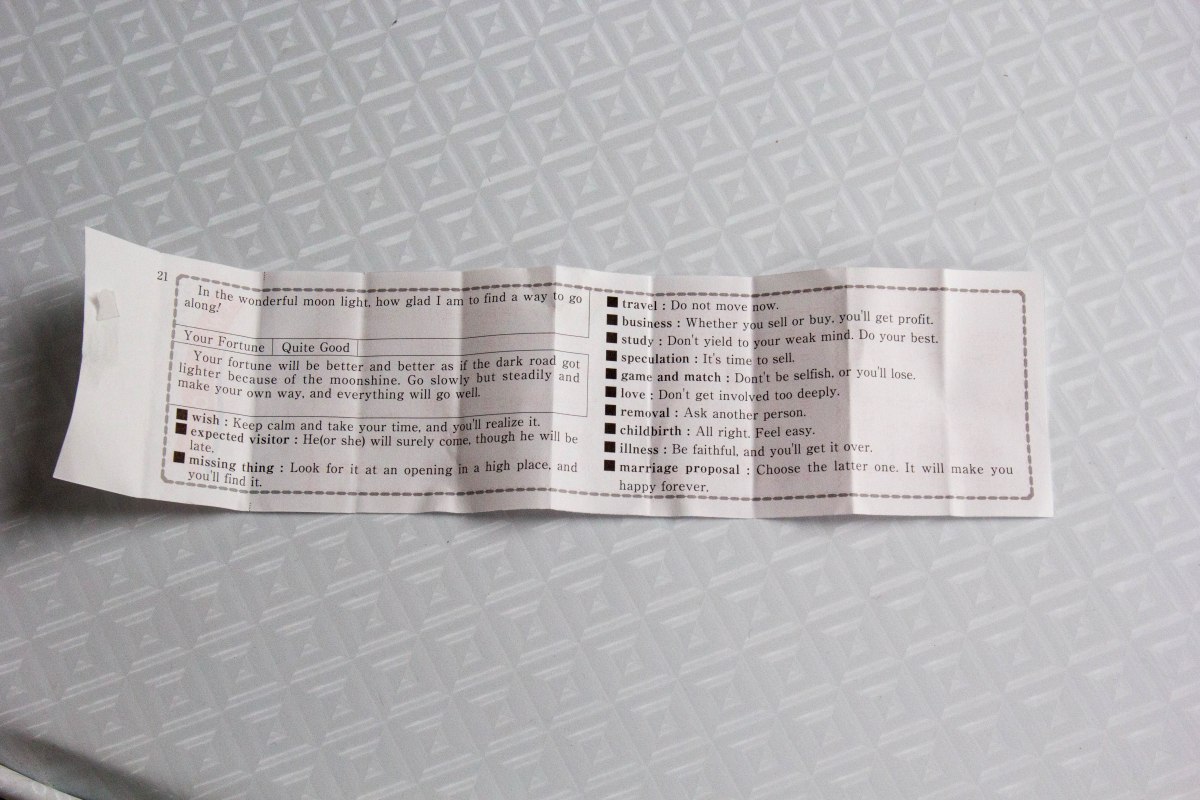 21
In the wonderful moon light, how glad I am to find a way to go
along!
Your Fortune
Quite Good
Your fortune will be better and better as if the dark road got
lighter because of the moonshine. Go slowly but steadily and
make your own way, and everything will go well.
■ wish : Keep calm and take your time, and you'll realize it.
■ expected visitor : He(or she) will surely come, though he will be
late.
■ missing thing : Look for it at an opening in a high place, and
you'll find it.
■ travel : Do not move now.
■ business : Whether you sell or buy, you'll get profit.
■ study : Don't yield to your weak mind. Do your best.
■ speculation : It's time to sell.
■ game and match : Dont't be selfish, or you'll lose.
■ love : Don't get involved too deeply.
■ removal : Ask another person.
■ childbirth : All right. Feel easy.
■ illness : Be faithful, and you'll get it over.
■ marriage proposal : Choose the latter one. It will make you
happy forever.